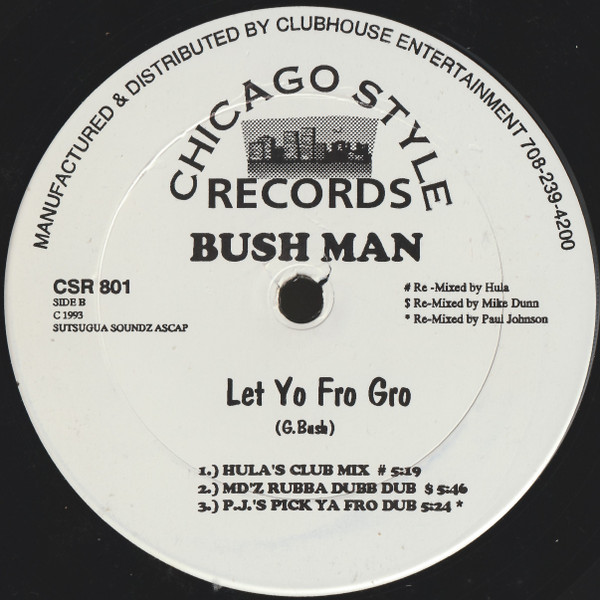 MANUFACTURED & DISTRIBUTED BY CLUBHOUSE ENTERTAINMENT 708-239-4200
CHICAGO STYLE
RECORDS
BUSH MAN
CSR 801
SIDE B
C 1993
SUTSUGUA SOUNDZ ASCAP
# Re -Mixed by Hula
$ Re-Mixed by Mike Dunn
* Re-Mixed by Paul Johnson
Let Yo Fro Gro
(G.Bush)
1.) HULA'S CLUB MIX # 5:19
2.) MD'Z RUBBA DUBB DUB $ 5:46
3.) P.J.'S PICK YA FRO DUB 5:24 *